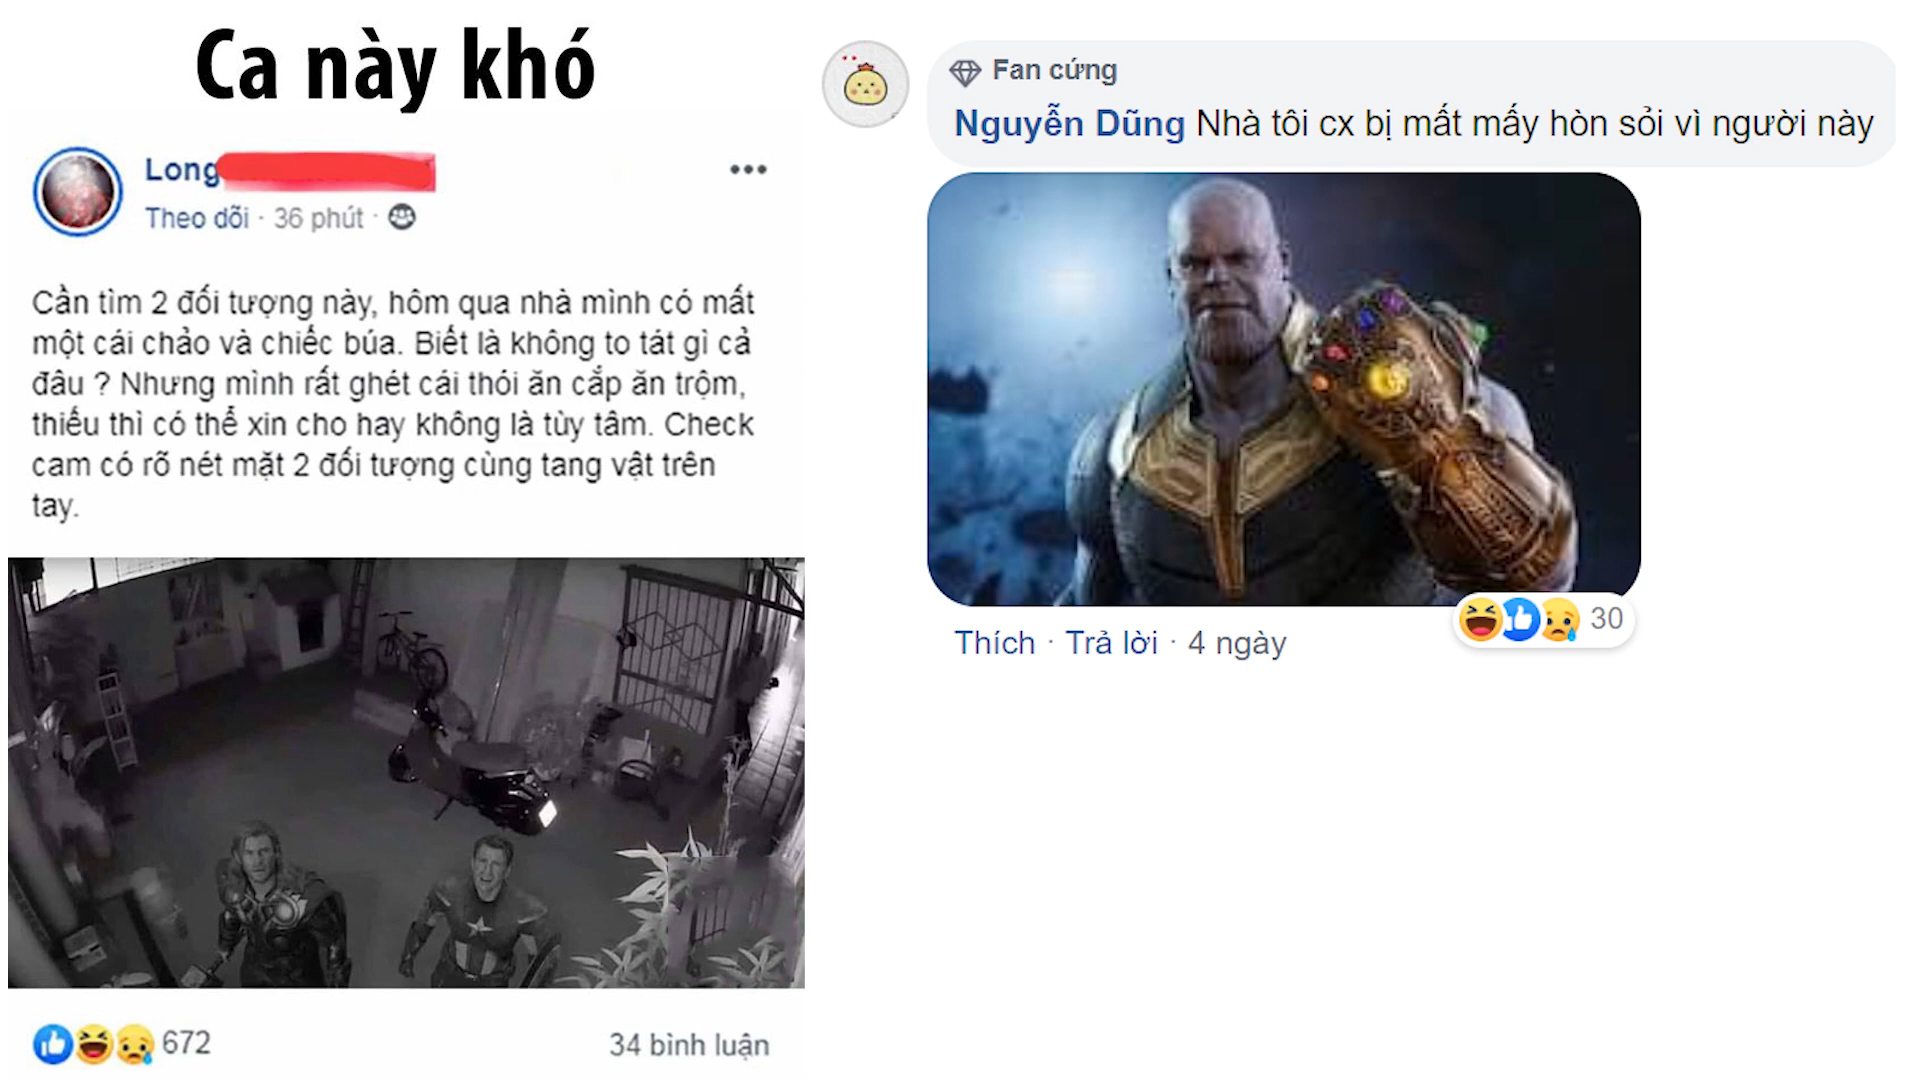 Ca này khó
Long
Theo dõi · 36 phút ·
Cần tìm 2 đối tượng này, hôm qua nhà mình có mất
một cái chảo và chiếc búa. Biết là không to tát gì cả
đâu ? Nhưng mình rất ghét cái thói ăn cắp ăn trộm,
thiếu thì có thể xin cho hay không là tùy tâm. Check
cam có rõ nét mặt 2 đối tượng cùng tang vật trên
tay.
672
34 bình luận
Fan cứng
Nguyễn Dũng Nhà tôi cx bị mất mấy hòn sỏi vì người này
30
Thích · Trả lời · 4 ngày